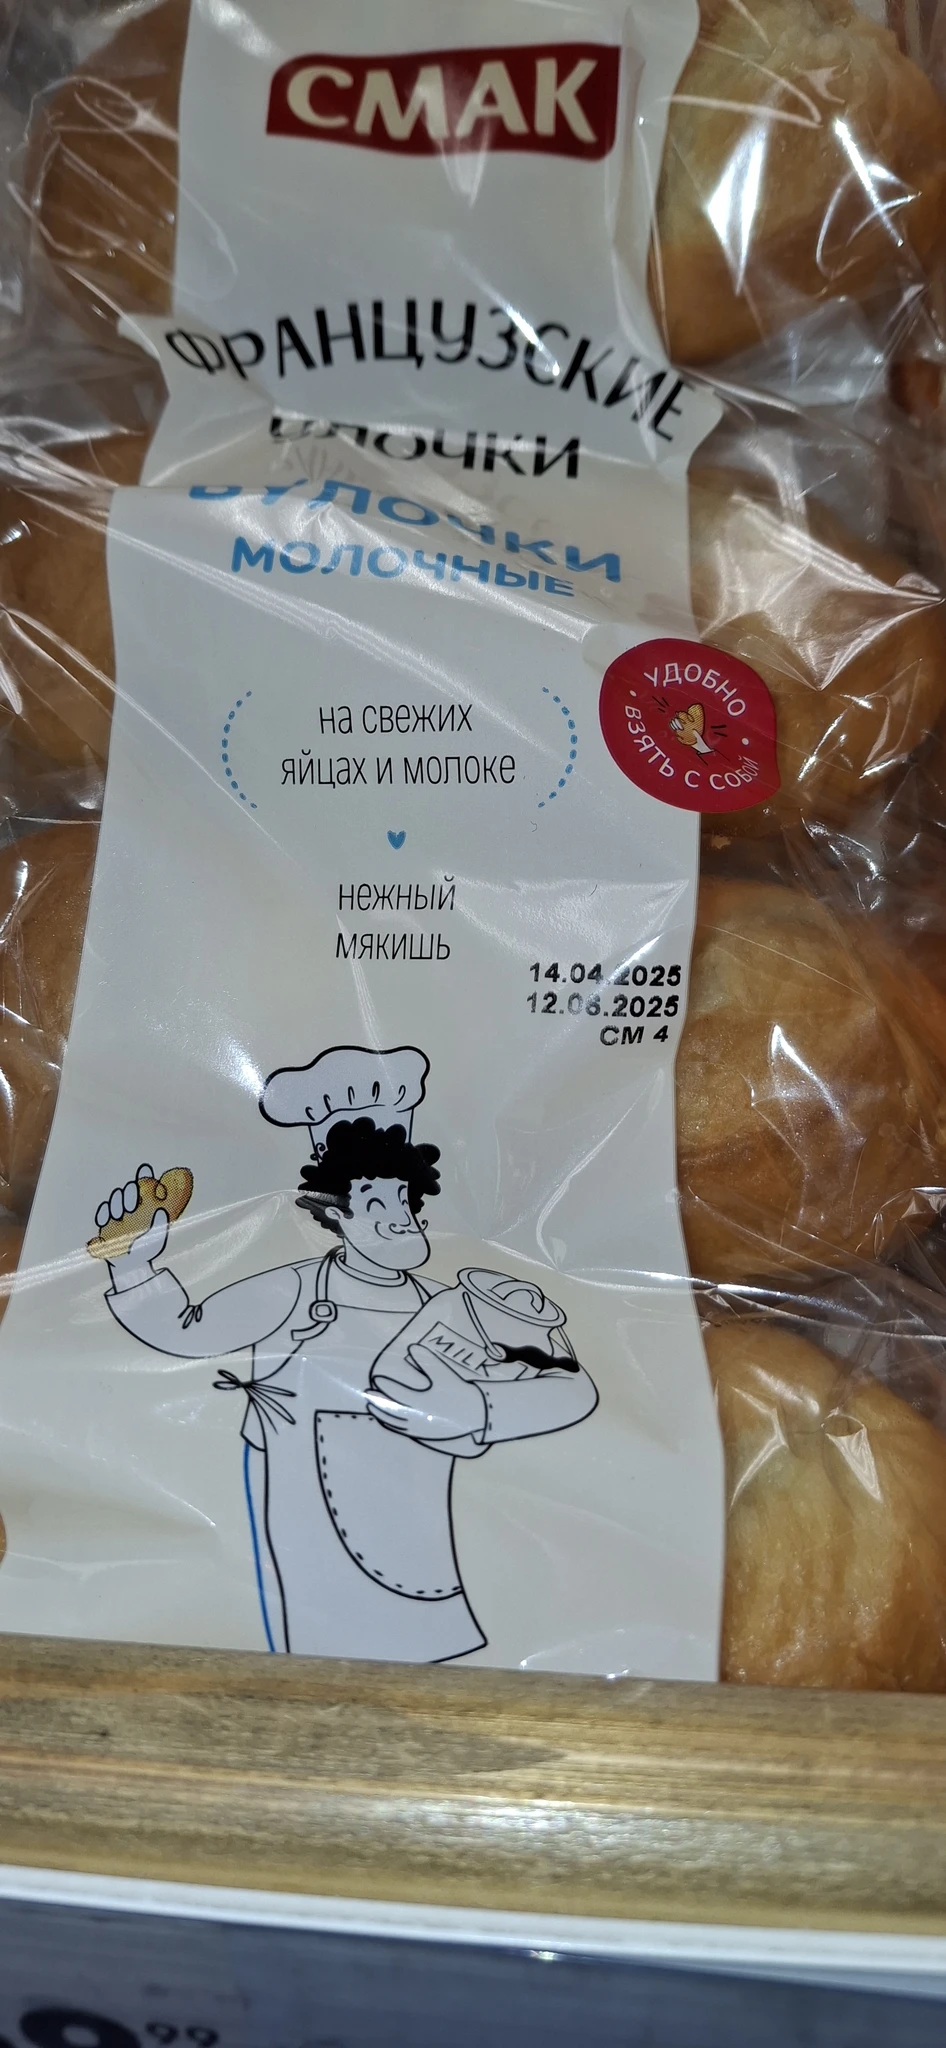 СМАК
ФРАНЦУЗСКИЕ
БУЛОЧКИ
МОЛОЧНЫЕ
УДОБНО
ВЗЯТЬ С СОБОЙ
на свежих
яйцах и молоке
нежный
мякишь
14.04.2025
12.06.2025
СМ 4
MILK
99